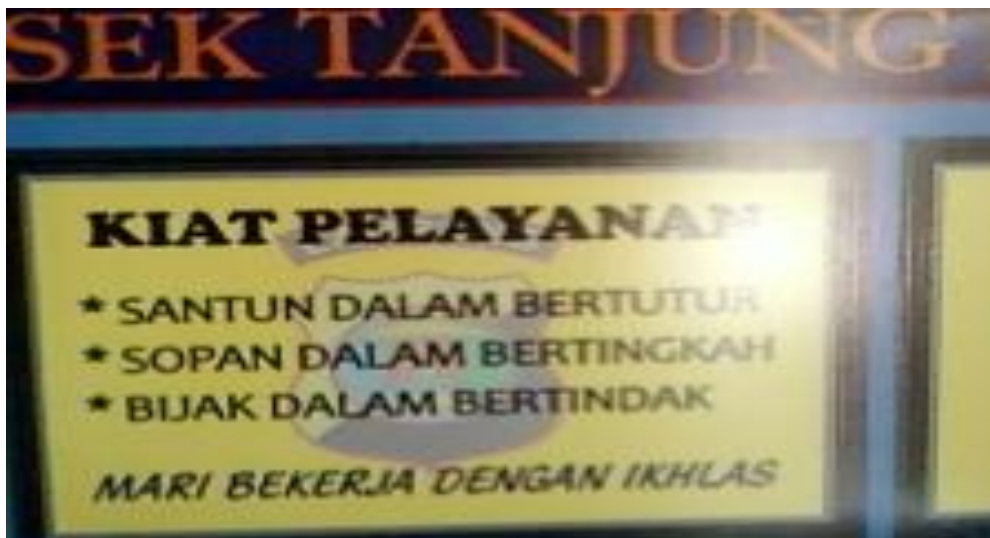 SEK TANJUNG
KIAT PELAYANAN
* SANTUN DALAM BERTUTUR
* SOPAN DALAM BERTINGKAH
* BIJAK DALAM BERTINDAK
MARI BEKERJA DENGAN IKHLAS